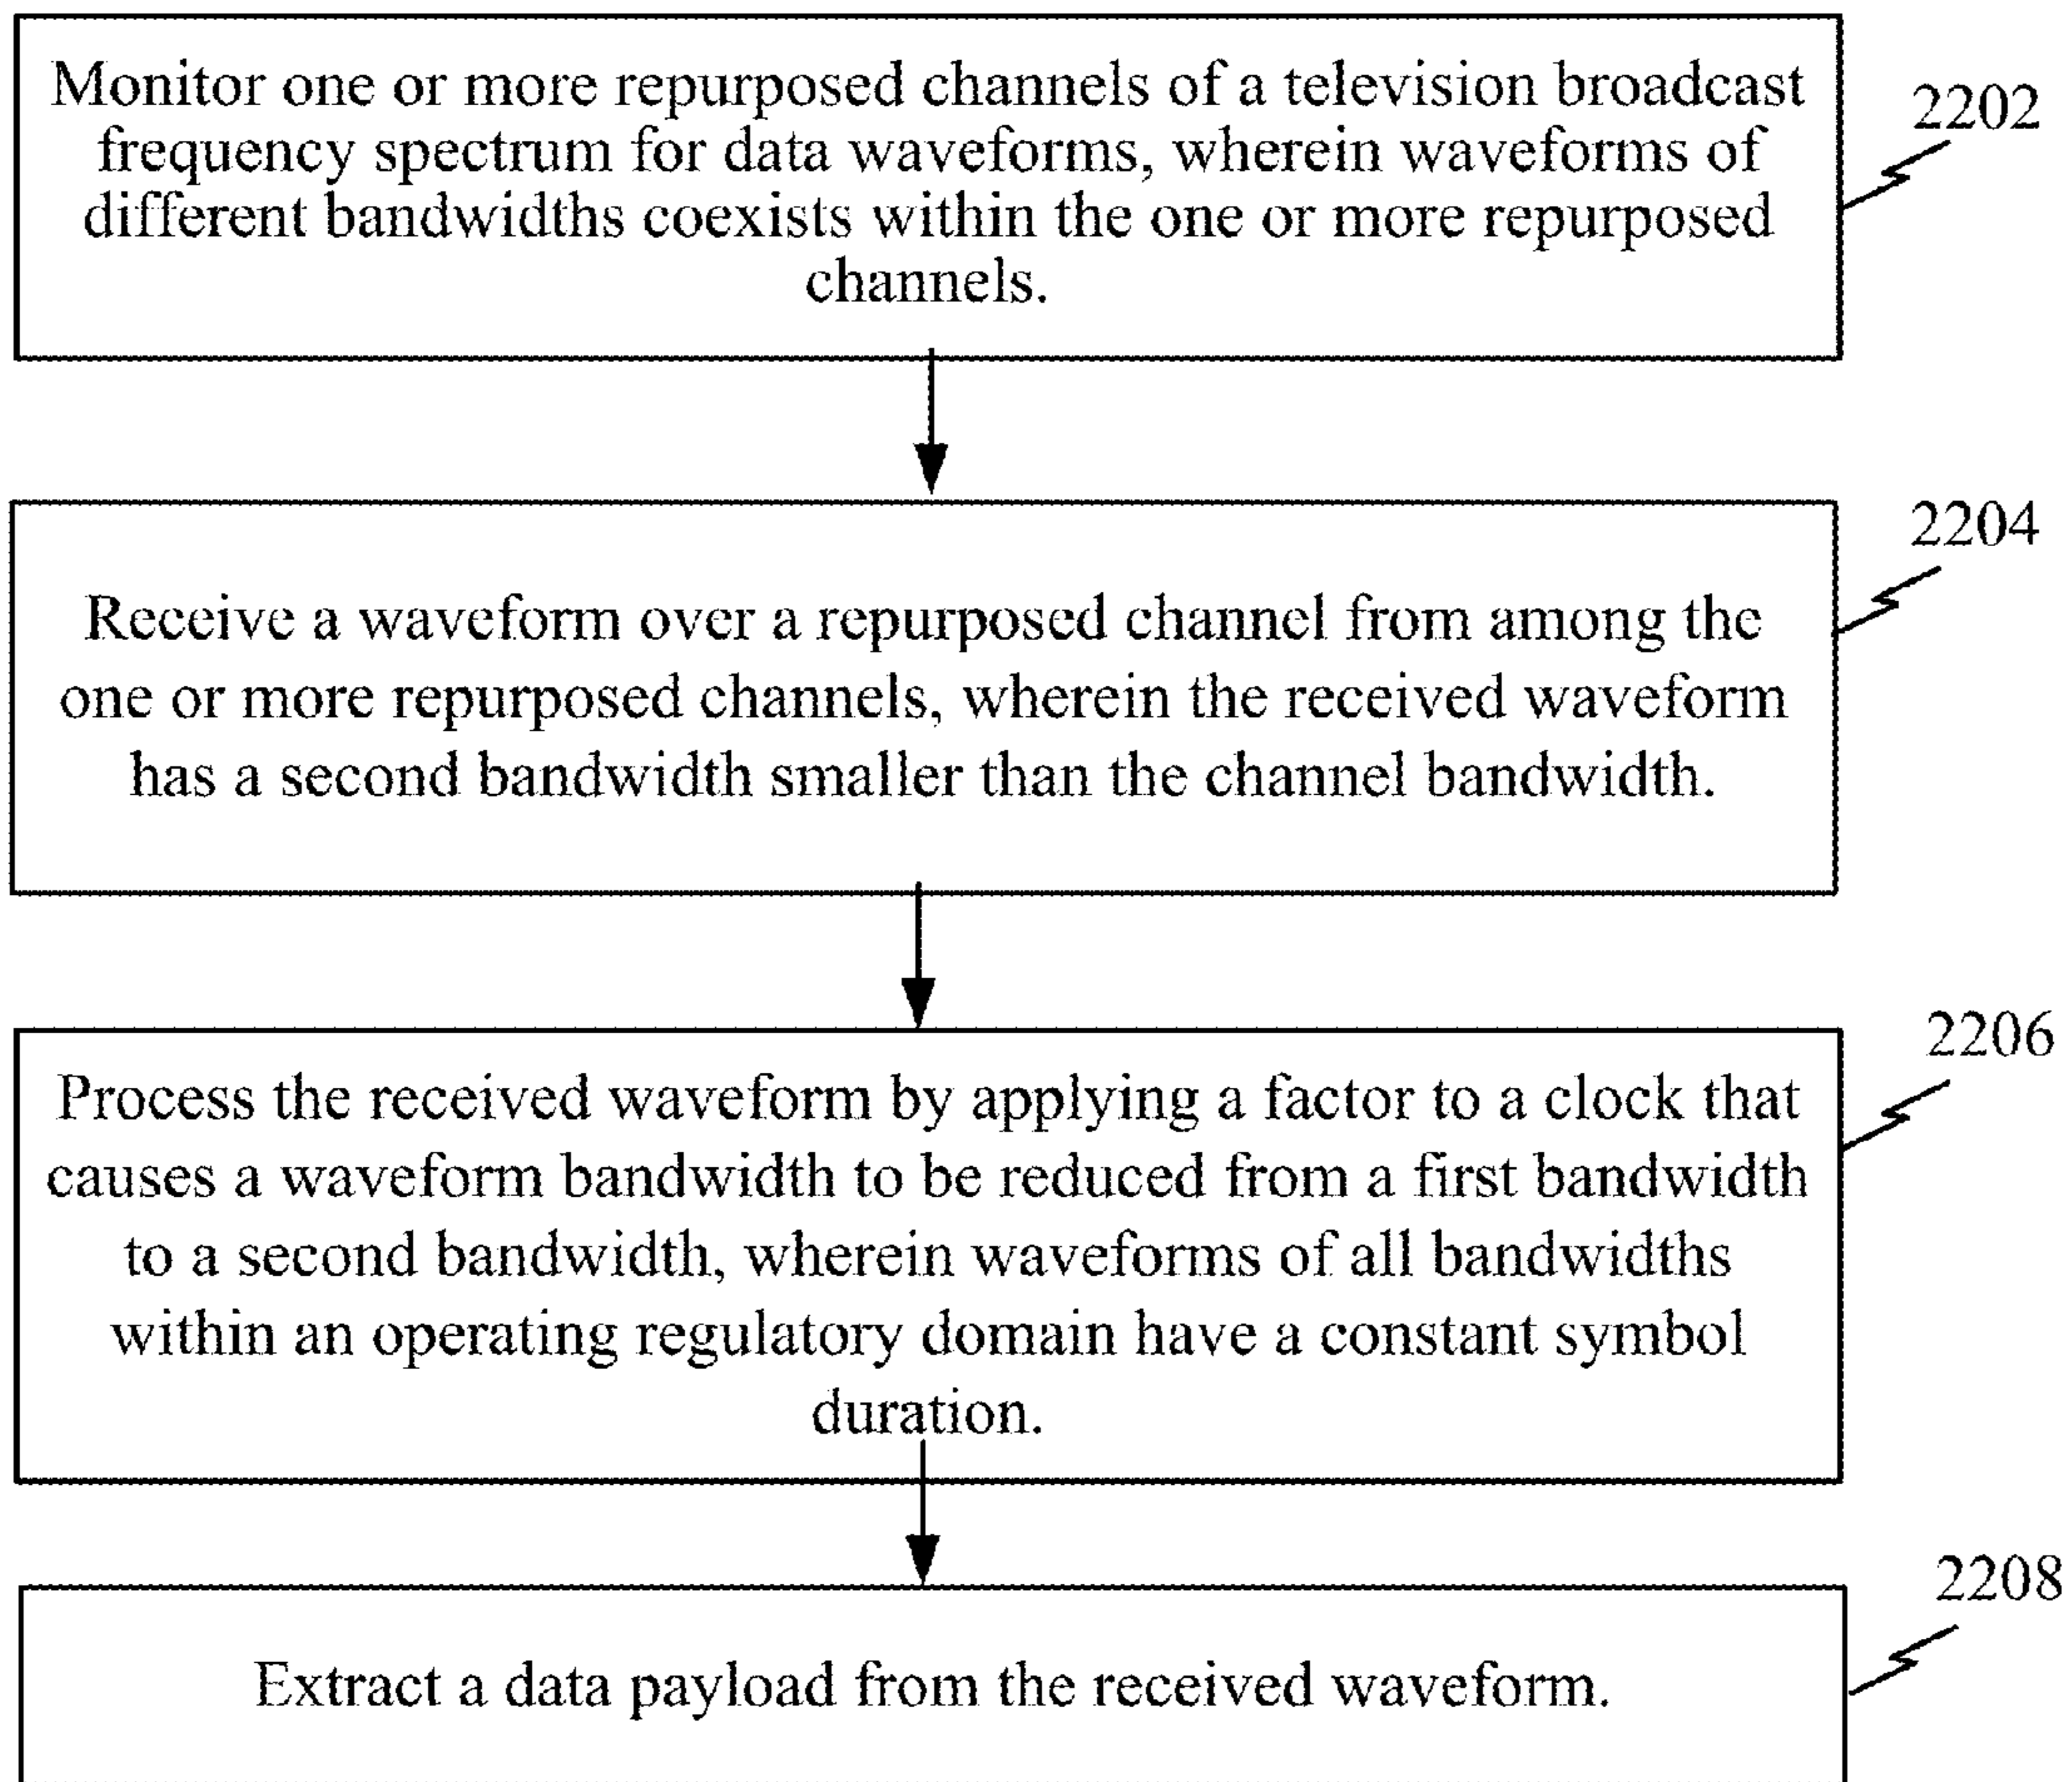 Monitor one or more repurposed channels of a television broadcast
frequency spectrum for data waveforms, wherein waveforms of
different bandwidths coexists within the one or more repurposed
channels.
2202
Receive a waveform over a repurposed channel from among the
one or more repurposed channels, wherein the received waveform
has a second bandwidth smaller than the channel bandwidth.
2204
Process the received waveform by applying a factor to a clock that
causes a waveform bandwidth to be reduced from a first bandwidth
to a second bandwidth, wherein waveforms of all bandwidths
within an operating regulatory domain have a constant symbol
duration.
2206
Extract a data payload from the received waveform.
2208